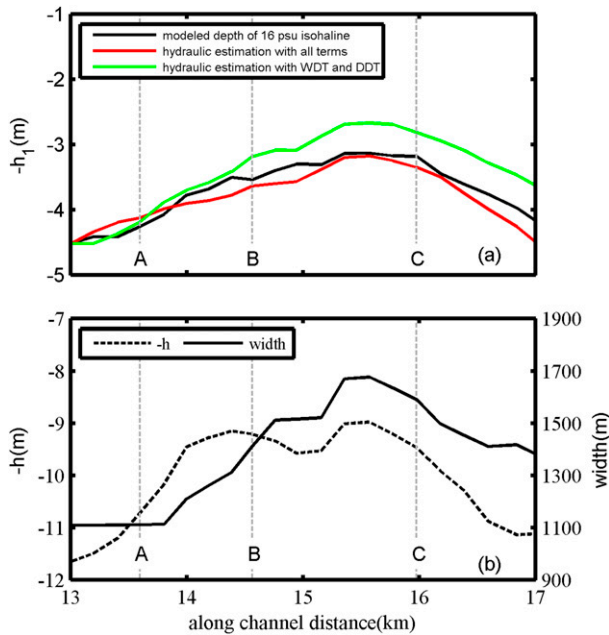 modeled depth of 16 psu isohaline
hydraulic estimation with all terms
hydraulic estimation with WDT and DDT
-1
-2
-3
-4
-5
-h1(m)
A
B
C
(a)
-h
width
-7
-8
-9
-10
-11
-12
-h(m)
1900
1700
1500
1300
1100
900
width(m)
A
B
C
(b)
13
14
15
16
17
along channel distance(km)